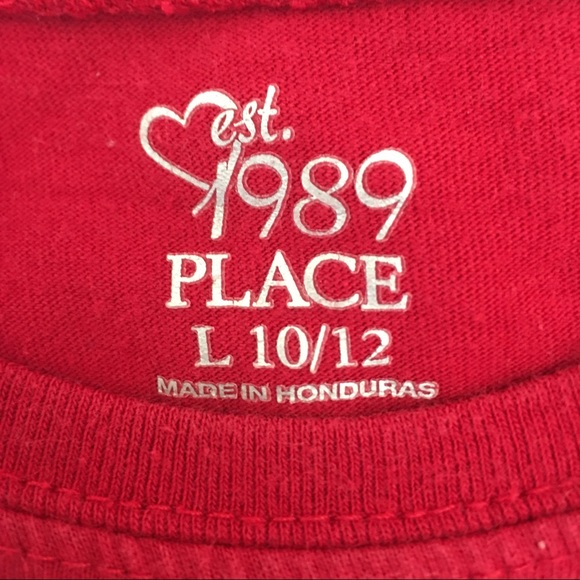 est.
1989
PLACE
L 10/12
MADE IN HONDURAS